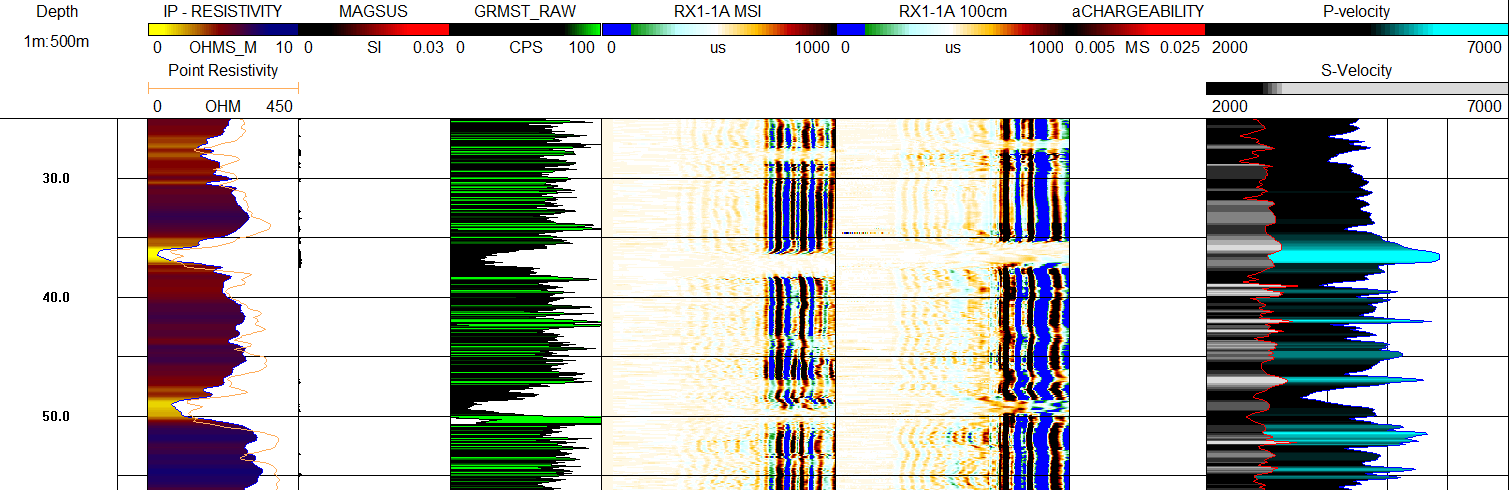 Depth IP - RESISTIVITY MAGSUS GRMST_RAW RX1-1A MSI RX1-1A 100cm aCHARGEABILITY P-velocity
1m:500m 0 OHMS_M 10 0 SI 0.03 0 CPS 100 0 us 1000 0 us 1000 0.005 MS 0.025 2000 7000
Point Resistivity S-Velocity
0 OHM 450 2000 7000
30.0
40.0
50.0